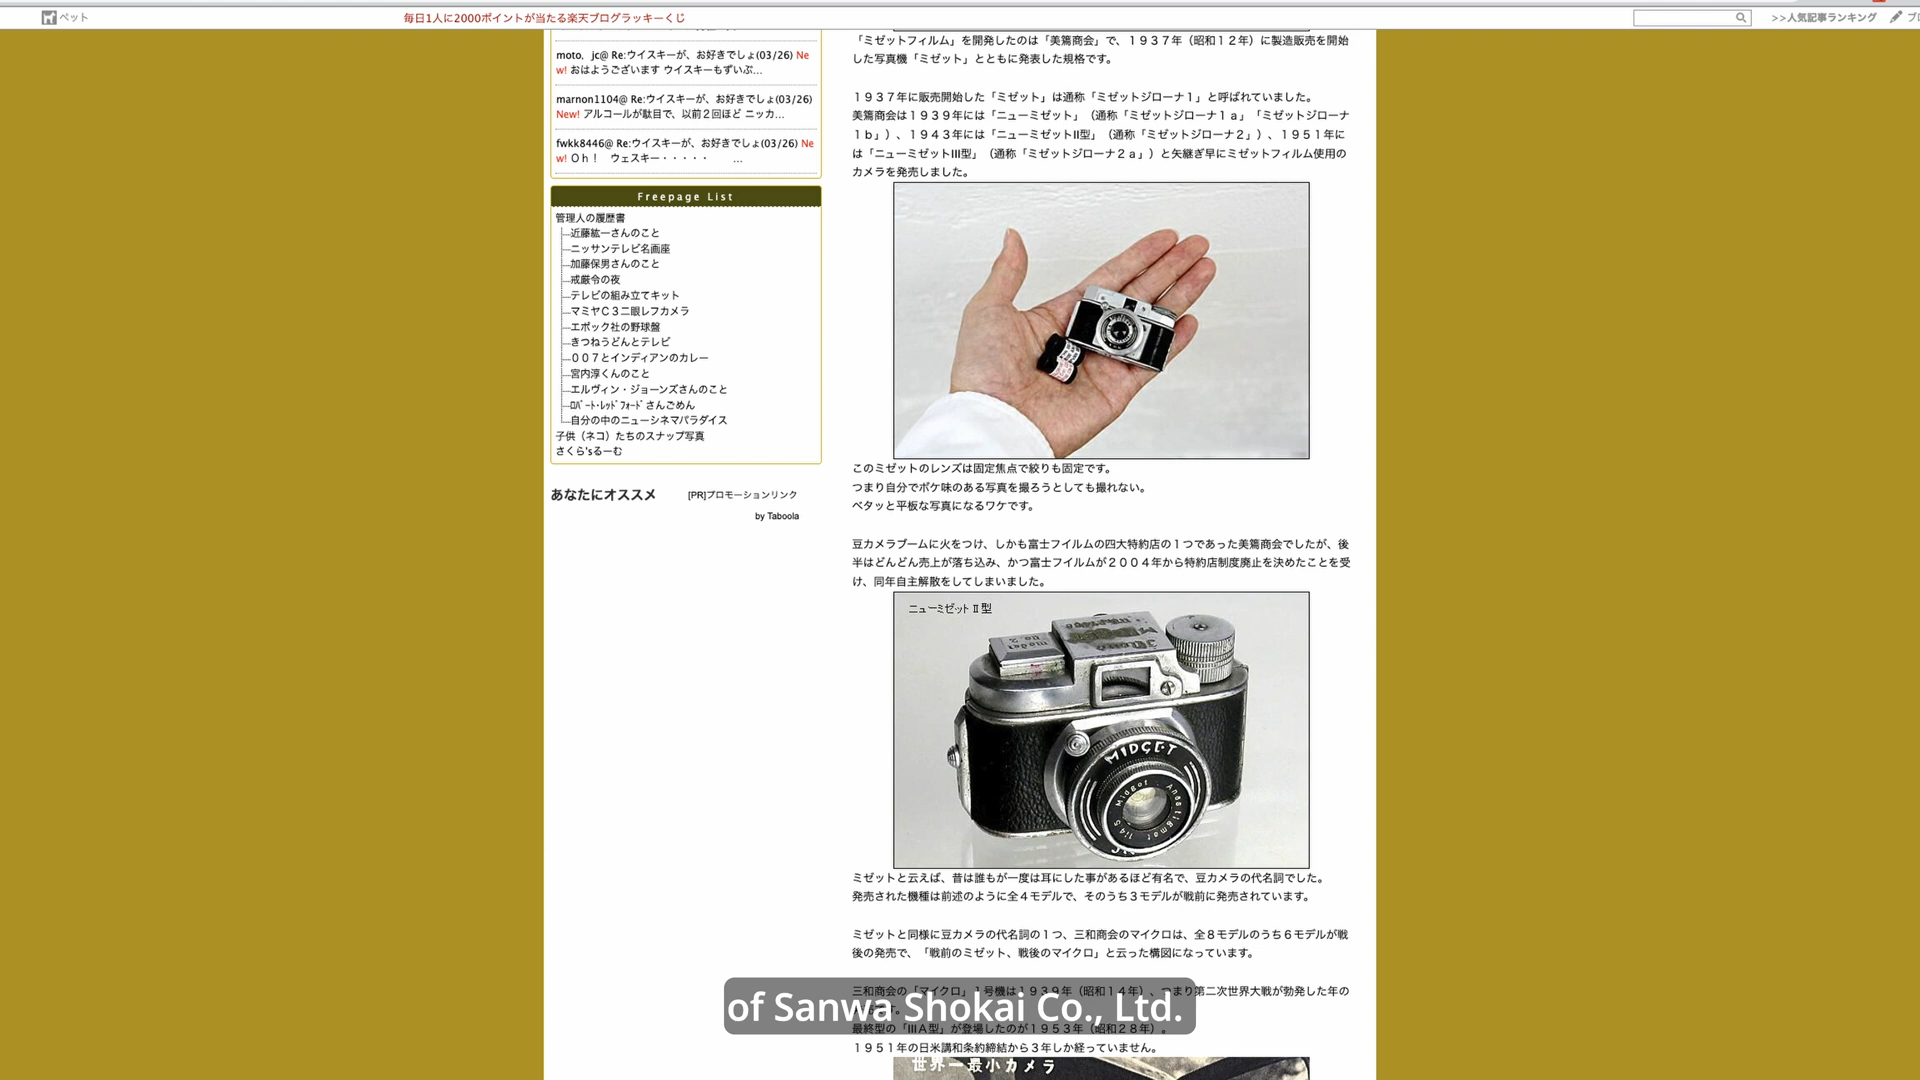 ペット
毎日1人に2000ポイントが当たる楽天ブログラッキーくじ
>>人気記事ランキング
moto,jc@ Re:ウイスキーが、お好きでしょ(03/26) Ne
w! おはようございます ウイスキーもずいぶ…
marnon1104@ Re:ウイスキーが、お好きでしょ(03/26)
New! アルコールが駄目で、以前２回ほど ニッカ…
fwkk8446@ Re:ウイスキーが、お好きでしょ(03/26) Ne
w! Ｏｈ！　ウェスキー・・・・・　　…
Freepage List
管理人の履歴書
近藤紘一さんのこと
ニッサンテレビ名画座
加藤保男さんのこと
戒厳令の夜
テレビの組み立てキット
マミヤＣ３二眼レフカメラ
エポック社の野球盤
きつねうどんとテレビ
００７とインディアンのカレー
宮内淳くんのこと
エルヴィン・ジョーンズさんのこと
ﾛﾊﾞｰﾄ･ﾚｯﾄﾞﾌｫｰﾄﾞさんごめん
自分の中のニューシネマパラダイス
子供（ネコ）たちのスナップ写真
さくら'sるーむ
あなたにオススメ
[PR]プロモーションリンク
by Taboola
「ミゼットフィルム」を開発したのは「美篶商会」で、１９３７年（昭和１２年）に製造販売を開始
した写真機「ミゼット」とともに発表した規格です。
１９３７年に販売開始した「ミゼット」は通称「ミゼットジローナ１」と呼ばれていました。
美篶商会は１９３９年には「ニューミゼット」（通称「ミゼットジローナ１ａ」「ミゼットジローナ
１ｂ」）、１９４３年には「ニューミゼットII型」（通称「ミゼットジローナ２」）、１９５１年に
は「ニューミゼットIII型」（通称「ミゼットジローナ２ａ」）と矢継ぎ早にミゼットフィルム使用の
カメラを発売しました。
このミゼットのレンズは固定焦点で絞りも固定です。
つまり自分でボケ味のある写真を撮ろうとしても撮れない。
ベタッと平板な写真になるワケです。
豆カメラブームに火をつけ、しかも富士フイルムの四大特約店の１つであった美篶商会でしたが、後
半はどんどん売上が落ち込み、かつ富士フイルムが２００４年から特約店制度廃止を決めたことを受
け、同年自主解散をしてしまいました。
ニューミゼットⅡ型
MIDGET
Midget Anastigmat 1:4.5
ミゼットと云えば、昔は誰もが一度は耳にした事があるほど有名で、豆カメラの代名詞でした。
発売された機種は前述のように全４モデルで、そのうち３モデルが戦前に発売されています。
ミゼットと同様に豆カメラの代名詞の１つ、三和商会のマイクロは、全８モデルのうち６モデルが戦
後の発売で、「戦前のミゼット、戦後のマイクロ」と云った構図になっています。
三和商会の「マイクロ」１号機は１９３９年（昭和１４年）、つまり第二次世界大戦が勃発した年の
of Sanwa Shokai Co., Ltd.
最終型の「IIIＡ型」が登場したのが１９５３年（昭和２８年）。
１９５１年の日米講和条約締結から３年しか経っていません。
世界一最小カメラ